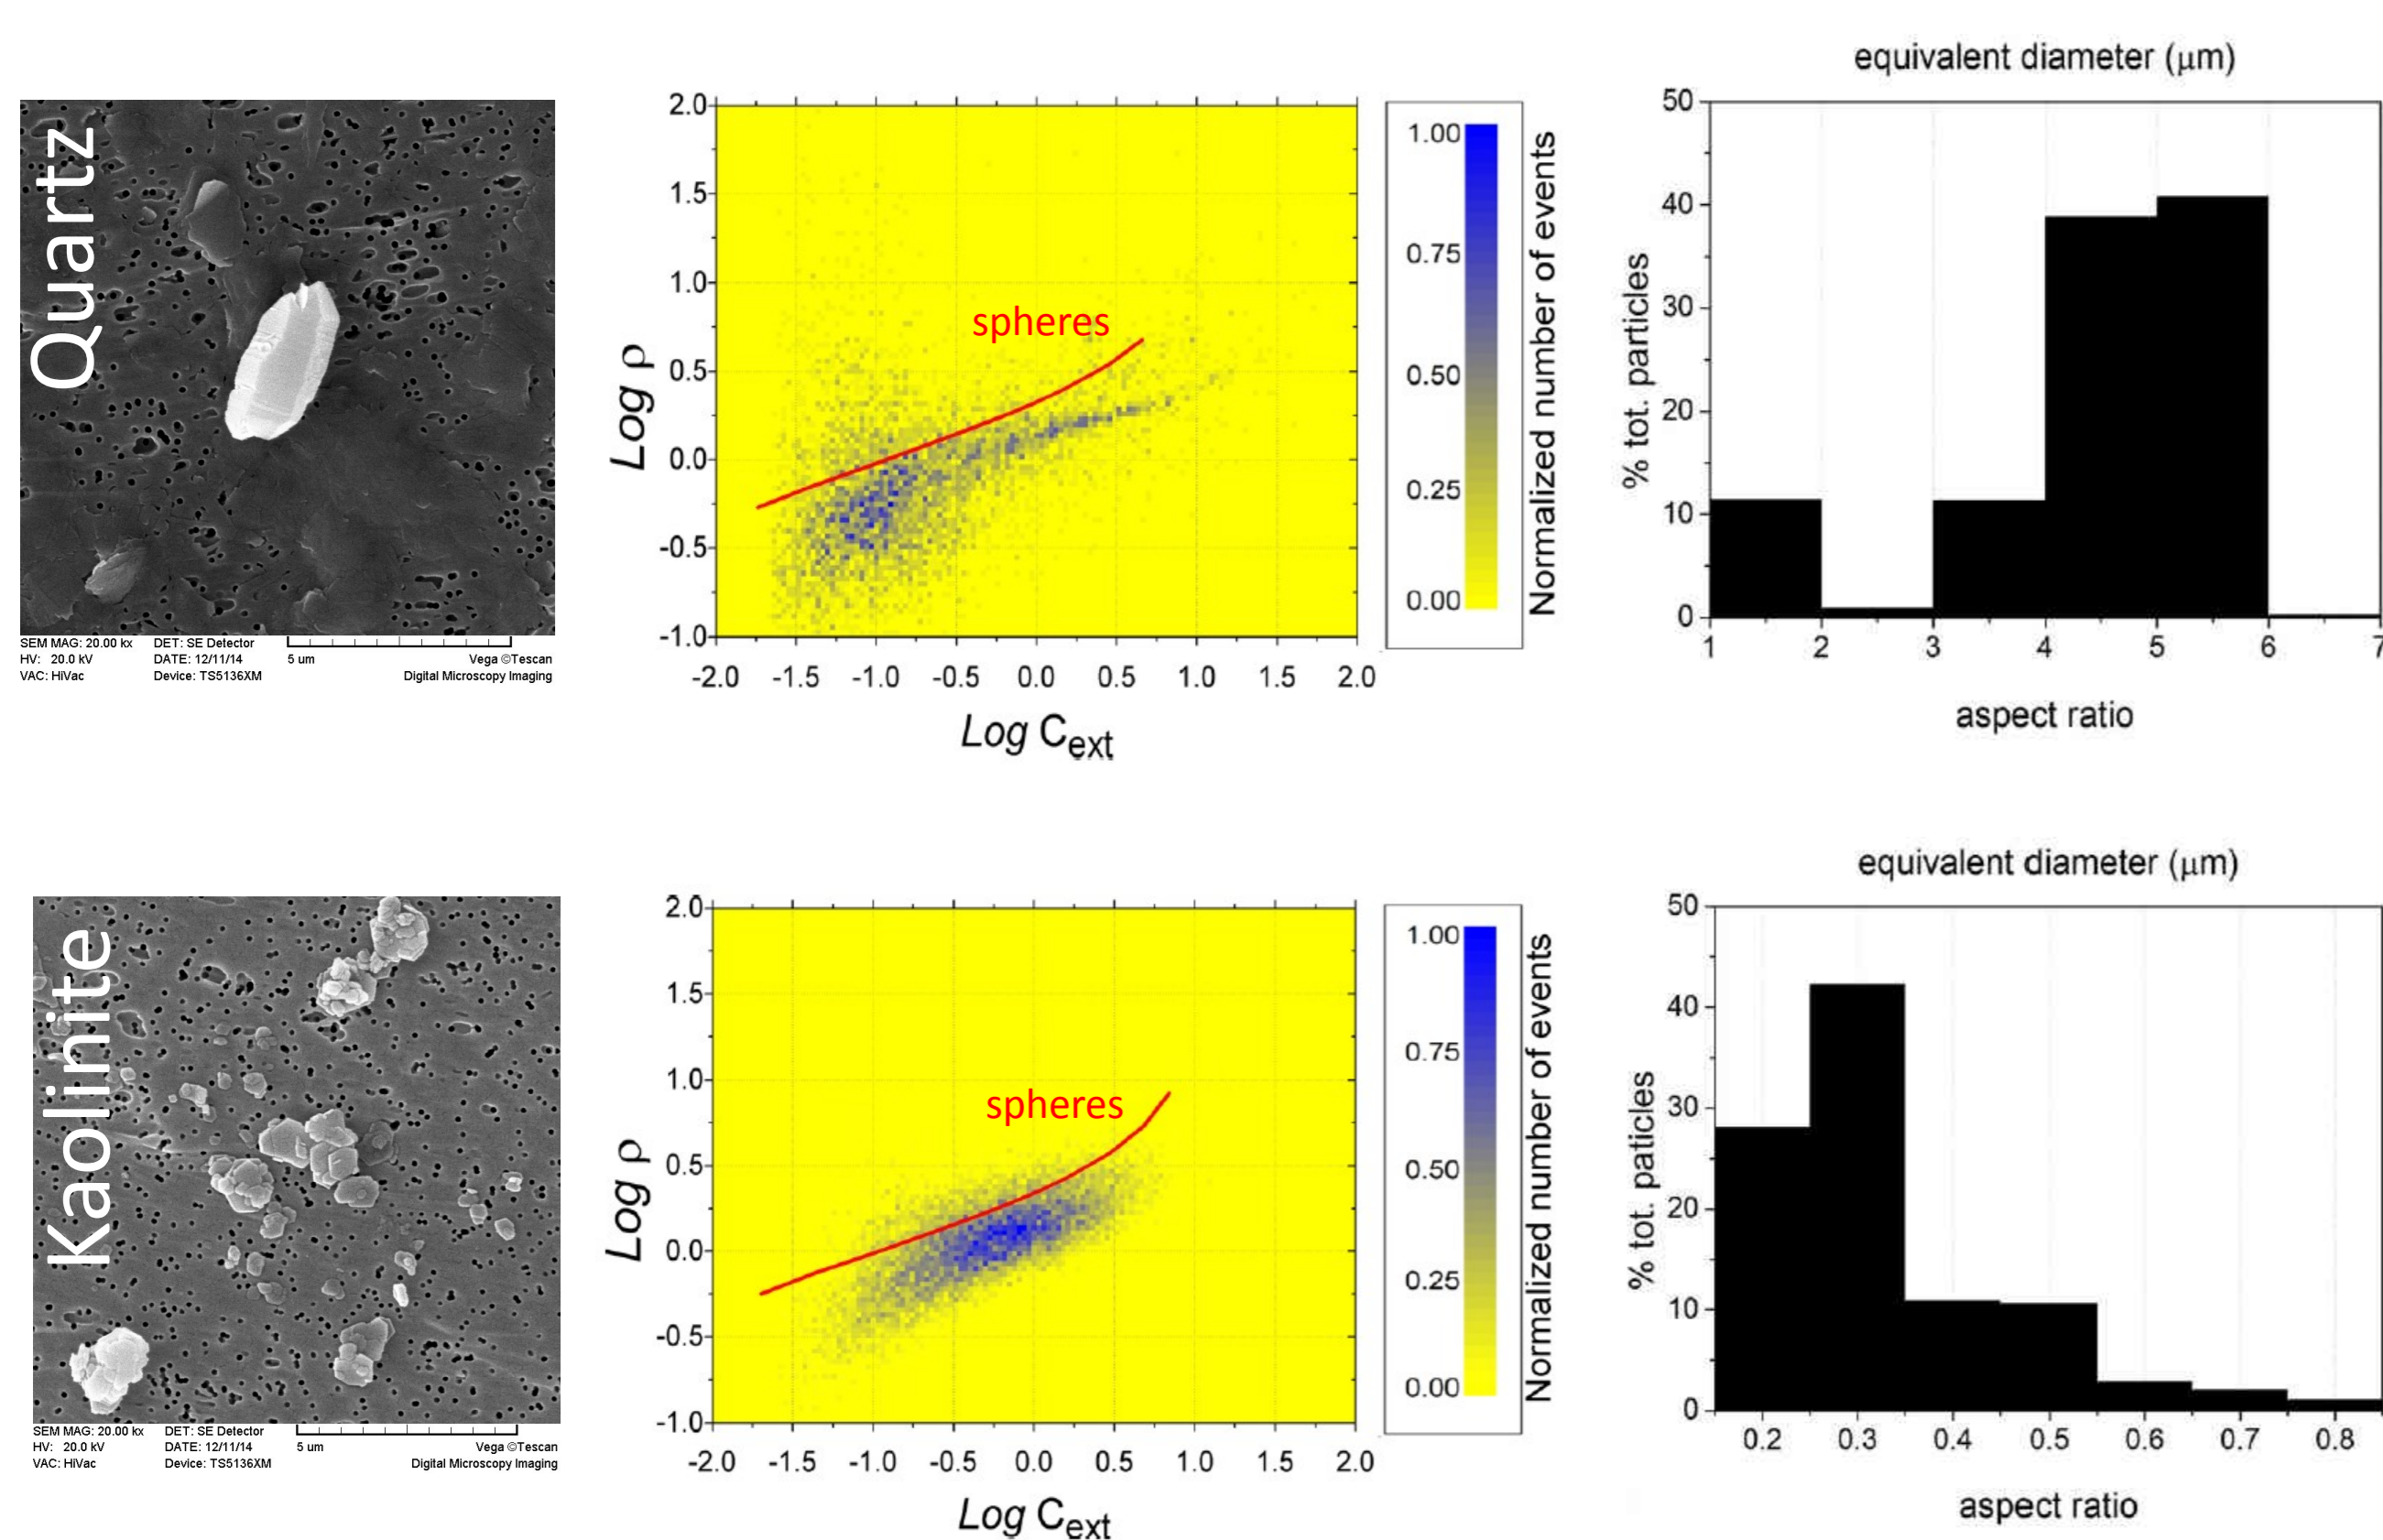 Quartz
SEM MAG: 20.00 kx DET: SE Detector
HV: 20.0 kV DATE: 12/11/14 5 um Vega ©Tescan
VAC: HiVac Device: TS5136XM Digital Microscopy Imaging
2.0
1.5
1.0
0.5
0.0
-0.5
-1.0
Log ρ
spheres
-2.0 -1.5 -1.0 -0.5 0.0 0.5 1.0 1.5 2.0
Log Cext
1.00
0.75
0.50
0.25
0.00
Normalized number of events
equivalent diameter (μm)
50
40
30
20
10
0
% tot. particles
1 2 3 4 5 6 7
aspect ratio
Kaolinite
SEM MAG: 20.00 kx DET: SE Detector
HV: 20.0 kV DATE: 12/11/14 5 um Vega ©Tescan
VAC: HiVac Device: TS5136XM Digital Microscopy Imaging
2.0
1.5
1.0
0.5
0.0
-0.5
-1.0
Log ρ
spheres
-2.0 -1.5 -1.0 -0.5 0.0 0.5 1.0 1.5 2.0
Log Cext
1.00
0.75
0.50
0.25
0.00
Normalized number of events
equivalent diameter (μm)
50
40
30
20
10
0
% tot. paticles
0.2 0.3 0.4 0.5 0.6 0.7 0.8
aspect ratio